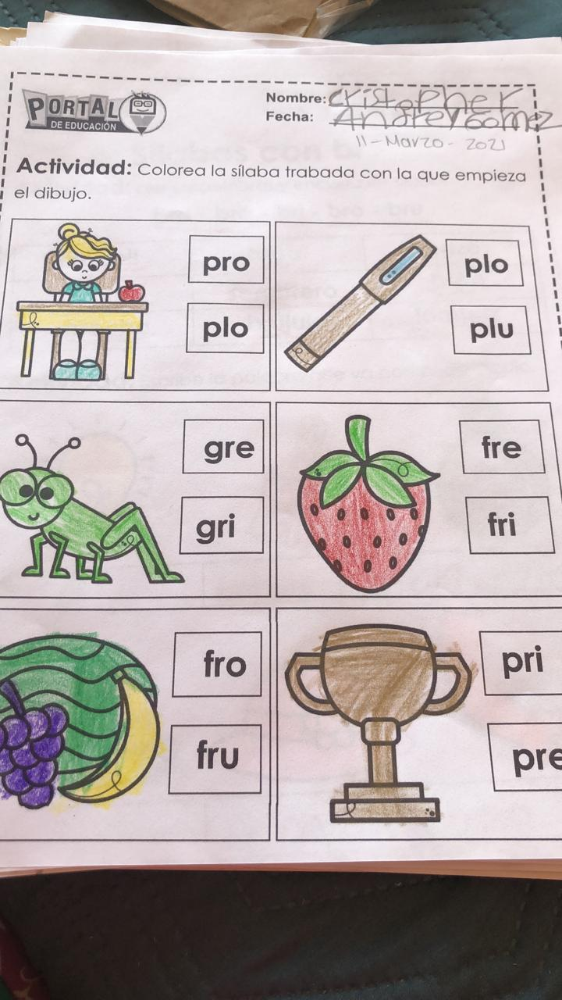 PORTAL
DE EDUCACIÓN
Nombre: Cristopher
Fecha: Andrey Gomez
11-Marzo-2021
Actividad: Colorea la sílaba trabada con la que empieza
el dibujo.
pro
plo
plo
plu
gre
gri
fre
fri
fro
fru
pri
pre